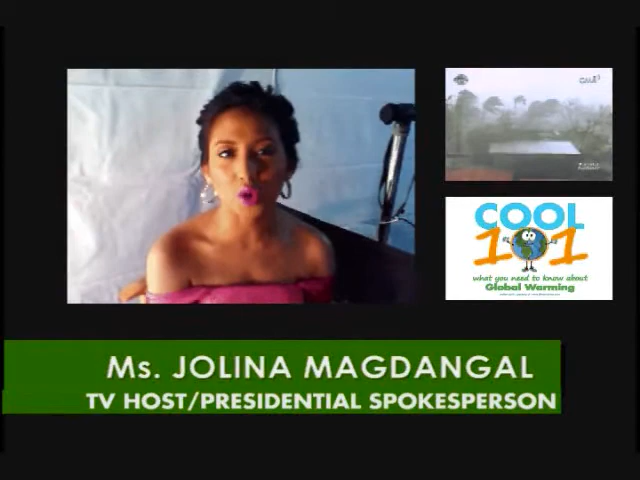 COOL
101
what you need to know about
Global Warming
Ms. JOLINA MAGDANGAL
TV HOST/PRESIDENTIAL SPOKESPERSON